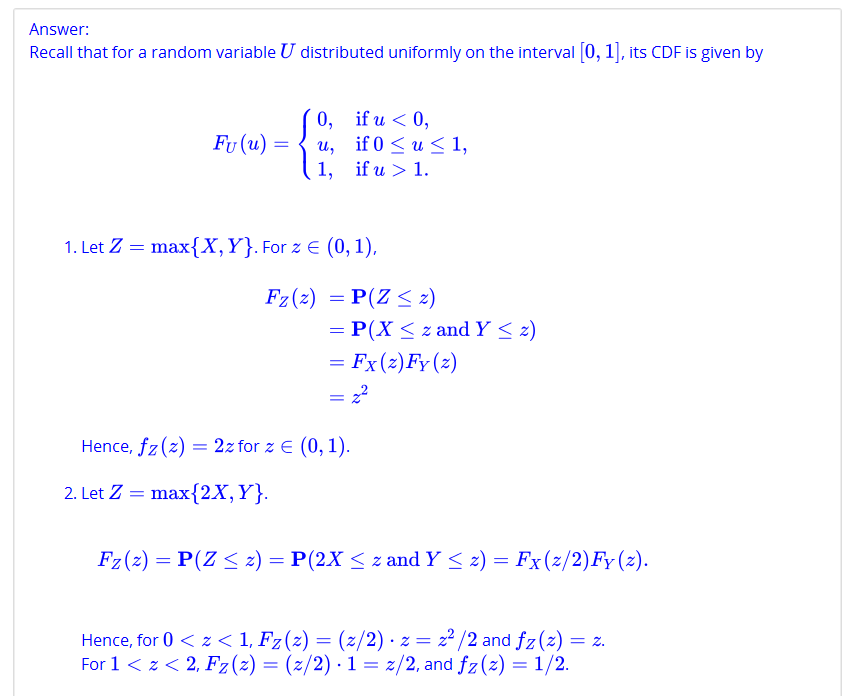 Answer:
Recall that for a random variable U distributed uniformly on the interval [0, 1], its CDF is given by
F_U(u) = { 0, if u < 0,
u, if 0 ≤ u ≤ 1,
1, if u > 1.
1. Let Z = max{X, Y}. For z ∈ (0, 1),
F_Z(z) = P(Z ≤ z)
= P(X ≤ z and Y ≤ z)
= F_X(z)F_Y(z)
= z²
Hence, f_Z(z) = 2z for z ∈ (0, 1).
2. Let Z = max{2X, Y}.
F_Z(z) = P(Z ≤ z) = P(2X ≤ z and Y ≤ z) = F_X(z/2)F_Y(z).
Hence, for 0 < z < 1, F_Z(z) = (z/2) · z = z²/2 and f_Z(z) = z.
For 1 < z < 2, F_Z(z) = (z/2) · 1 = z/2, and f_Z(z) = 1/2.